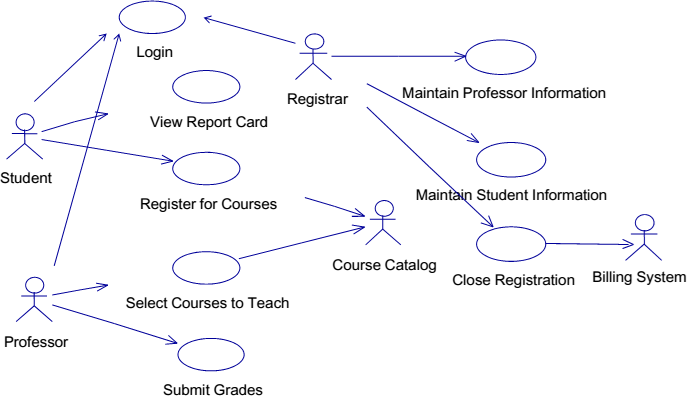 Login
Registrar
Maintain Professor Information
View Report Card
Student
Maintain Student Information
Register for Courses
Course Catalog
Close Registration
Billing System
Select Courses to Teach
Professor
Submit Grades